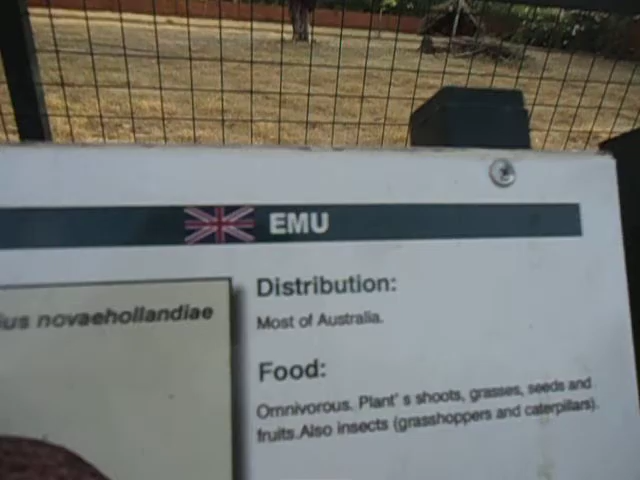 EMU
ius novaehollandiae
Distribution:
Most of Australia.
Food:
Omnivorous. Plant' s shoots, grasses, seeds and
fruits.Also insects (grasshoppers and caterpillars).